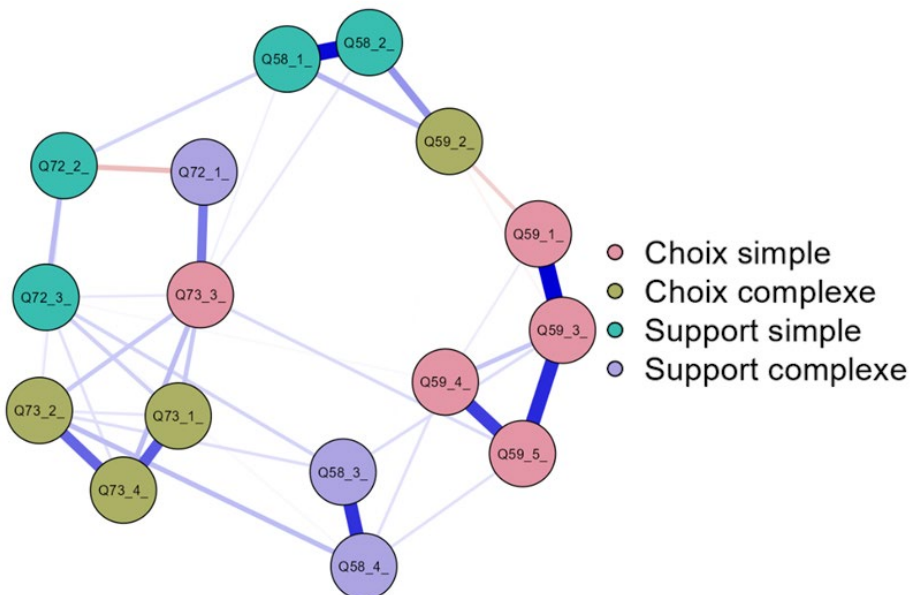 Q58_1_
Q58_2_
Q59_2_
Q72_2_
Q72_1_
Q59_1_
Q72_3_
Q73_3_
Q59_3_
Q59_4_
Q73_2_
Q73_1_
Q59_5_
Q58_3_
Q73_4_
Q58_4_
Choix simple
Choix complexe
Support simple
Support complexe